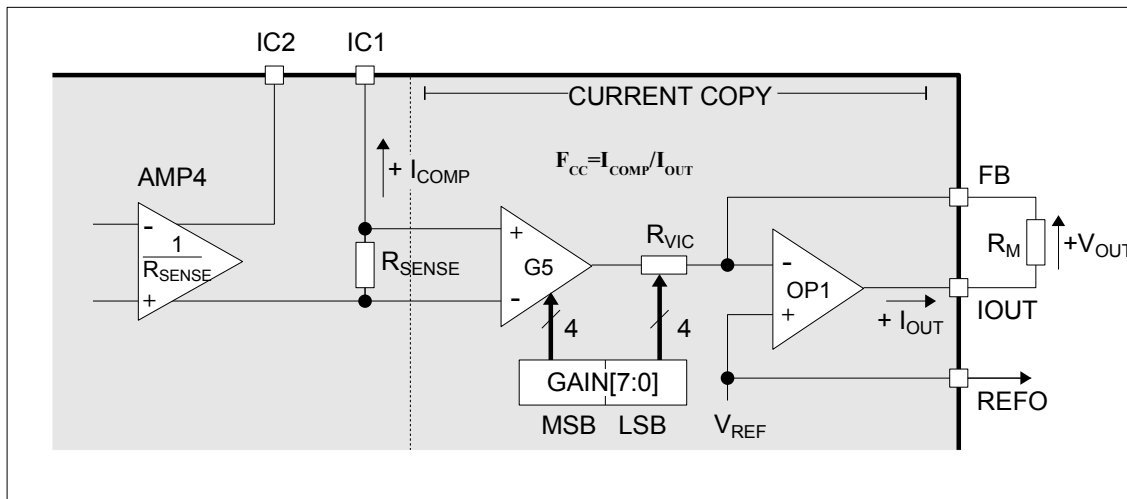 IC2
IC1
CURRENT COPY
+ I_COMP
F_CC=I_COMP/I_OUT
AMP4
FB
-
1
R_SENSE
+
R_SENSE
+
G5
-
R_VIC
-
OP1
+
R_M
+V_OUT
4
4
+ I_OUT
IOUT
GAIN[7:0]
MSB LSB
V_REF
REFO